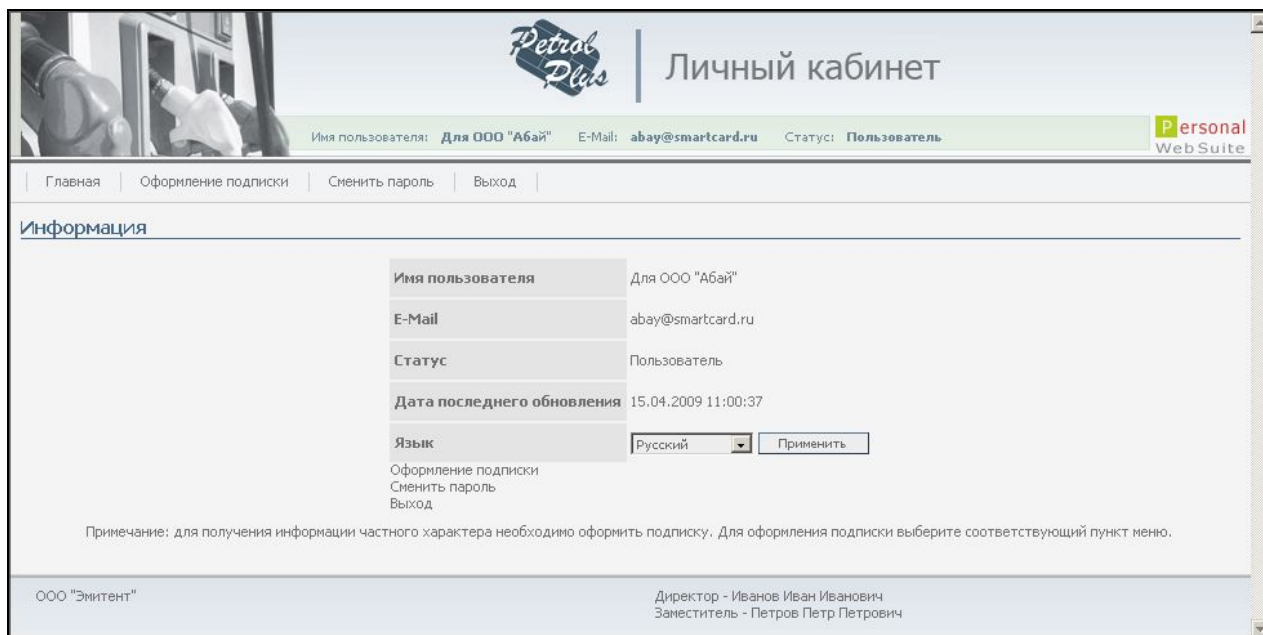 Petrol
Plus
Личный кабинет
Имя пользователя: Для ООО "Абай" E-Mail: abay@smartcard.ru Статус: Пользователь
Personal
Web Suite
Главная Оформление подписки Сменить пароль Выход
Информация
Имя пользователя Для ООО "Абай"
E-Mail abay@smartcard.ru
Статус Пользователь
Дата последнего обновления 15.04.2009 11:00:37
Язык Русский Применить
Оформление подписки
Сменить пароль
Выход
Примечание: для получения информации частного характера необходимо оформить подписку. Для оформления подписки выберите соответствующий пункт меню.
ООО "Эмитент" Директор - Иванов Иван Иванович
Заместитель - Петров Петр Петрович